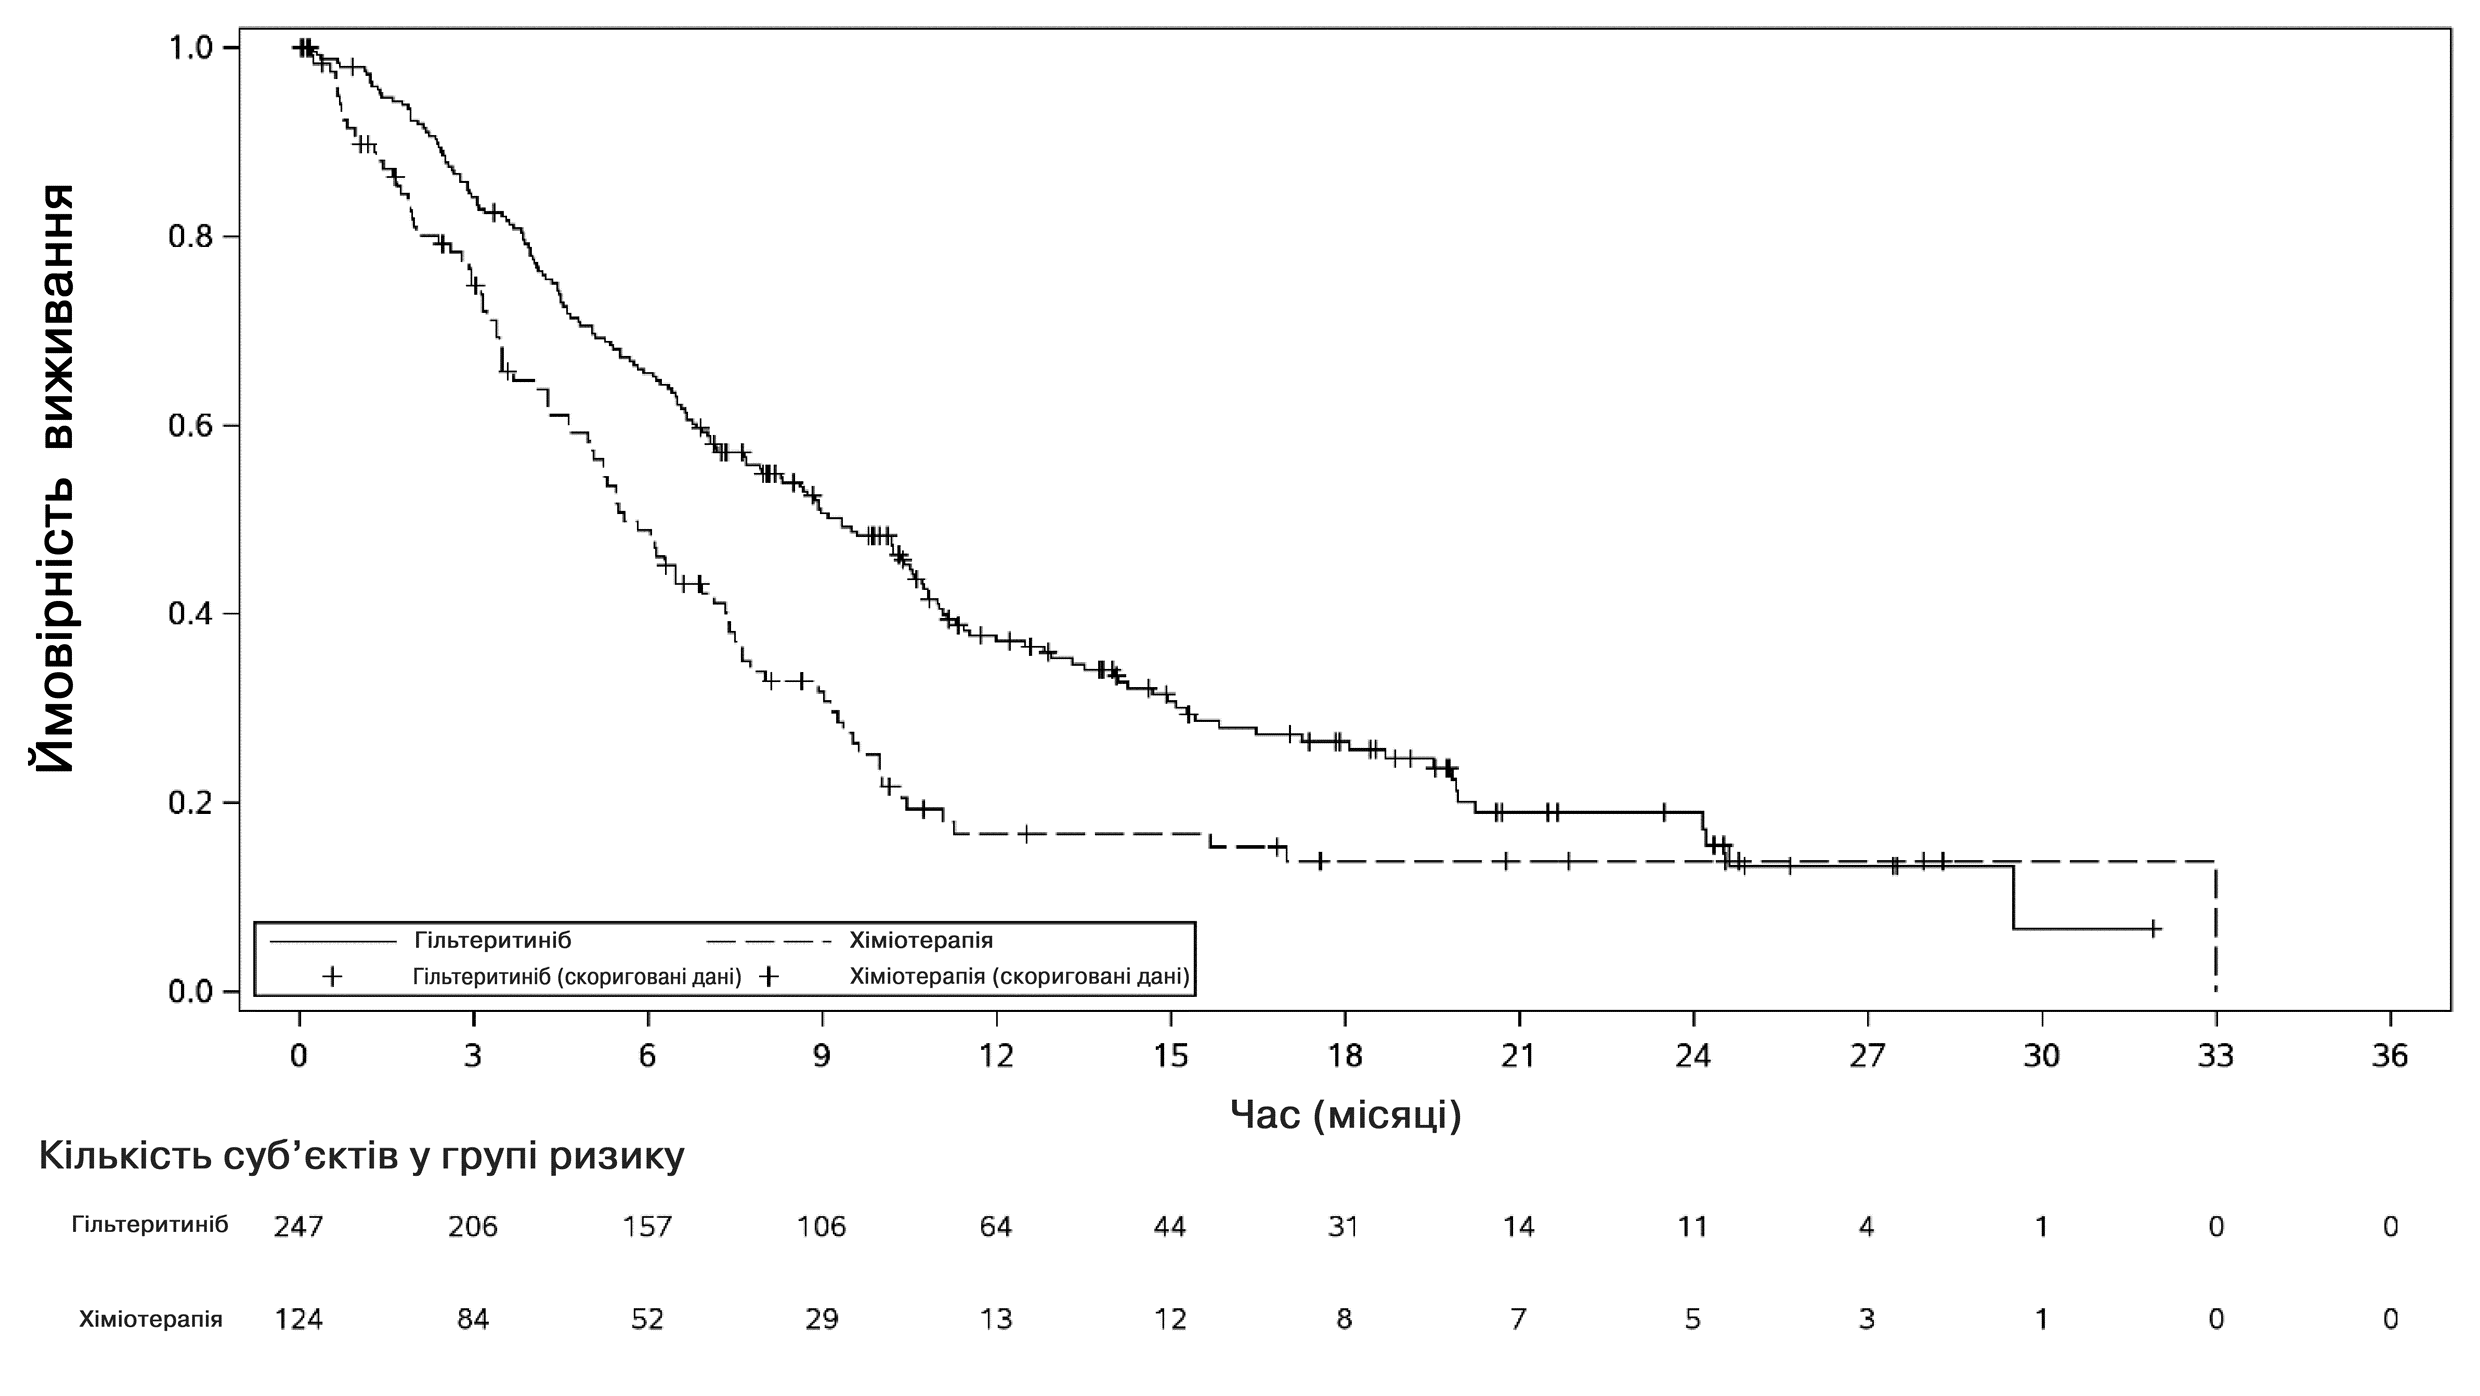 Ймовірність виживання
1.0
0.8
0.6
0.4
0.2
0.0
Гільтеритиніб Хіміотерапія
Гільтеритиніб (скориговані дані) Хіміотерапія (скориговані дані)
0 3 6 9 12 15 18 21 24 27 30 33 36
Час (місяці)
Кількість суб’єктів у групі ризику
Гільтеритиніб 247 206 157 106 64 44 31 14 11 4 1 0 0
Хіміотерапія 124 84 52 29 13 12 8 7 5 3 1 0 0